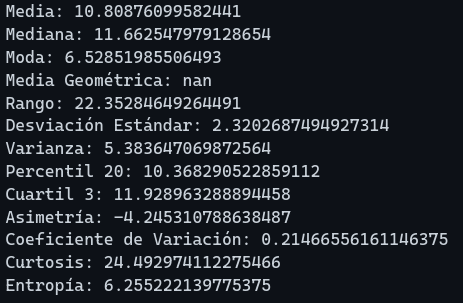 Media: 10.80876099582441
Mediana: 11.662547979128654
Moda: 6.52851985506493
Media Geométrica: nan
Rango: 22.35284649264491
Desviación Estándar: 2.3202687494927314
Varianza: 5.383647069872564
Percentil 20: 10.368290522859112
Cuartil 3: 11.928963288894458
Asimetría: -4.245310788638487
Coeficiente de Variación: 0.21466556161146375
Curtosis: 24.492974112275466
Entropía: 6.255222139775375